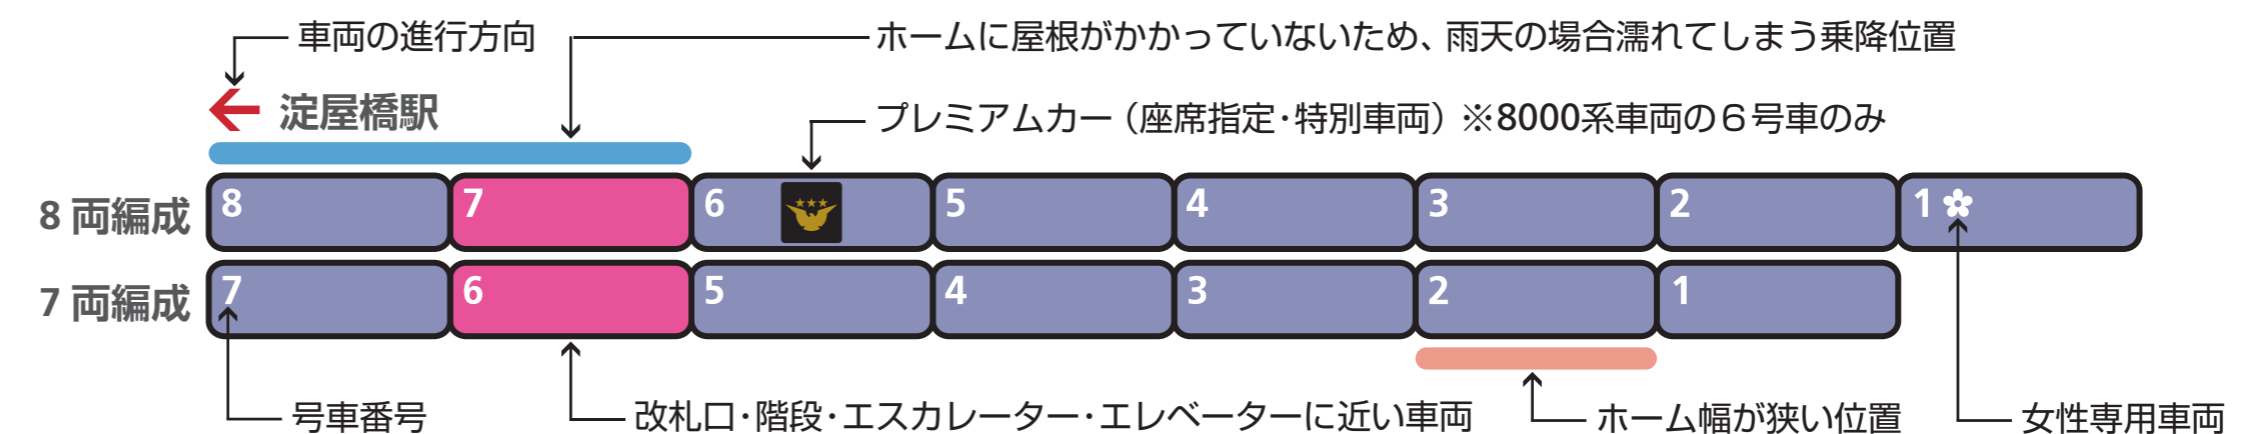 車両の進行方向
ホームに屋根がかかっていないため、雨天の場合濡れてしまう乗降位置
淀屋橋駅
プレミアムカー（座席指定・特別車両）※8000系車両の６号車のみ
8 両編成 8 7 6 5 4 3 2 1
7 両編成 7 6 5 4 3 2 1
号車番号
改札口・階段・エスカレーター・エレベーターに近い車両
ホーム幅が狭い位置
女性専用車両